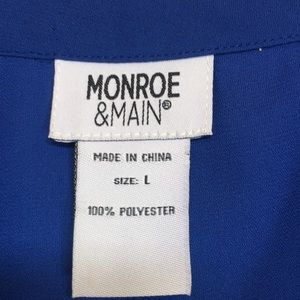 MONROE
&MAIN®
MADE IN CHINA
SIZE: L
100% POLYESTER